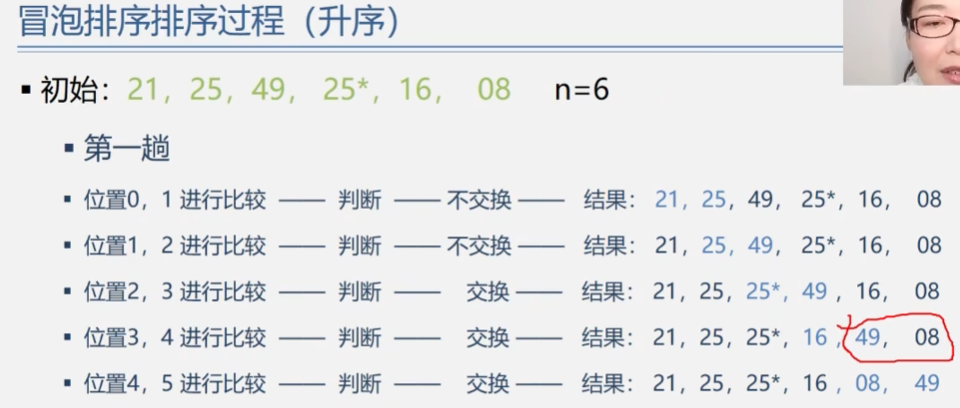 冒泡排序排序过程（升序）
▪ 初始：21， 25， 49， 25*， 16， 08 n=6
▪ 第一趟
▪ 位置0，1 进行比较 —— 判断 —— 不交换 —— 结果：21，25，49， 25*，16， 08
▪ 位置1，2 进行比较 —— 判断 —— 不交换 —— 结果：21，25，49， 25*，16， 08
▪ 位置2，3 进行比较 —— 判断 —— 交换 —— 结果：21，25，25*，49 ，16， 08
▪ 位置3，4 进行比较 —— 判断 —— 交换 —— 结果：21，25，25*，16 ，49， 08
▪ 位置4，5 进行比较 —— 判断 —— 交换 —— 结果：21，25，25*，16 ，08， 49